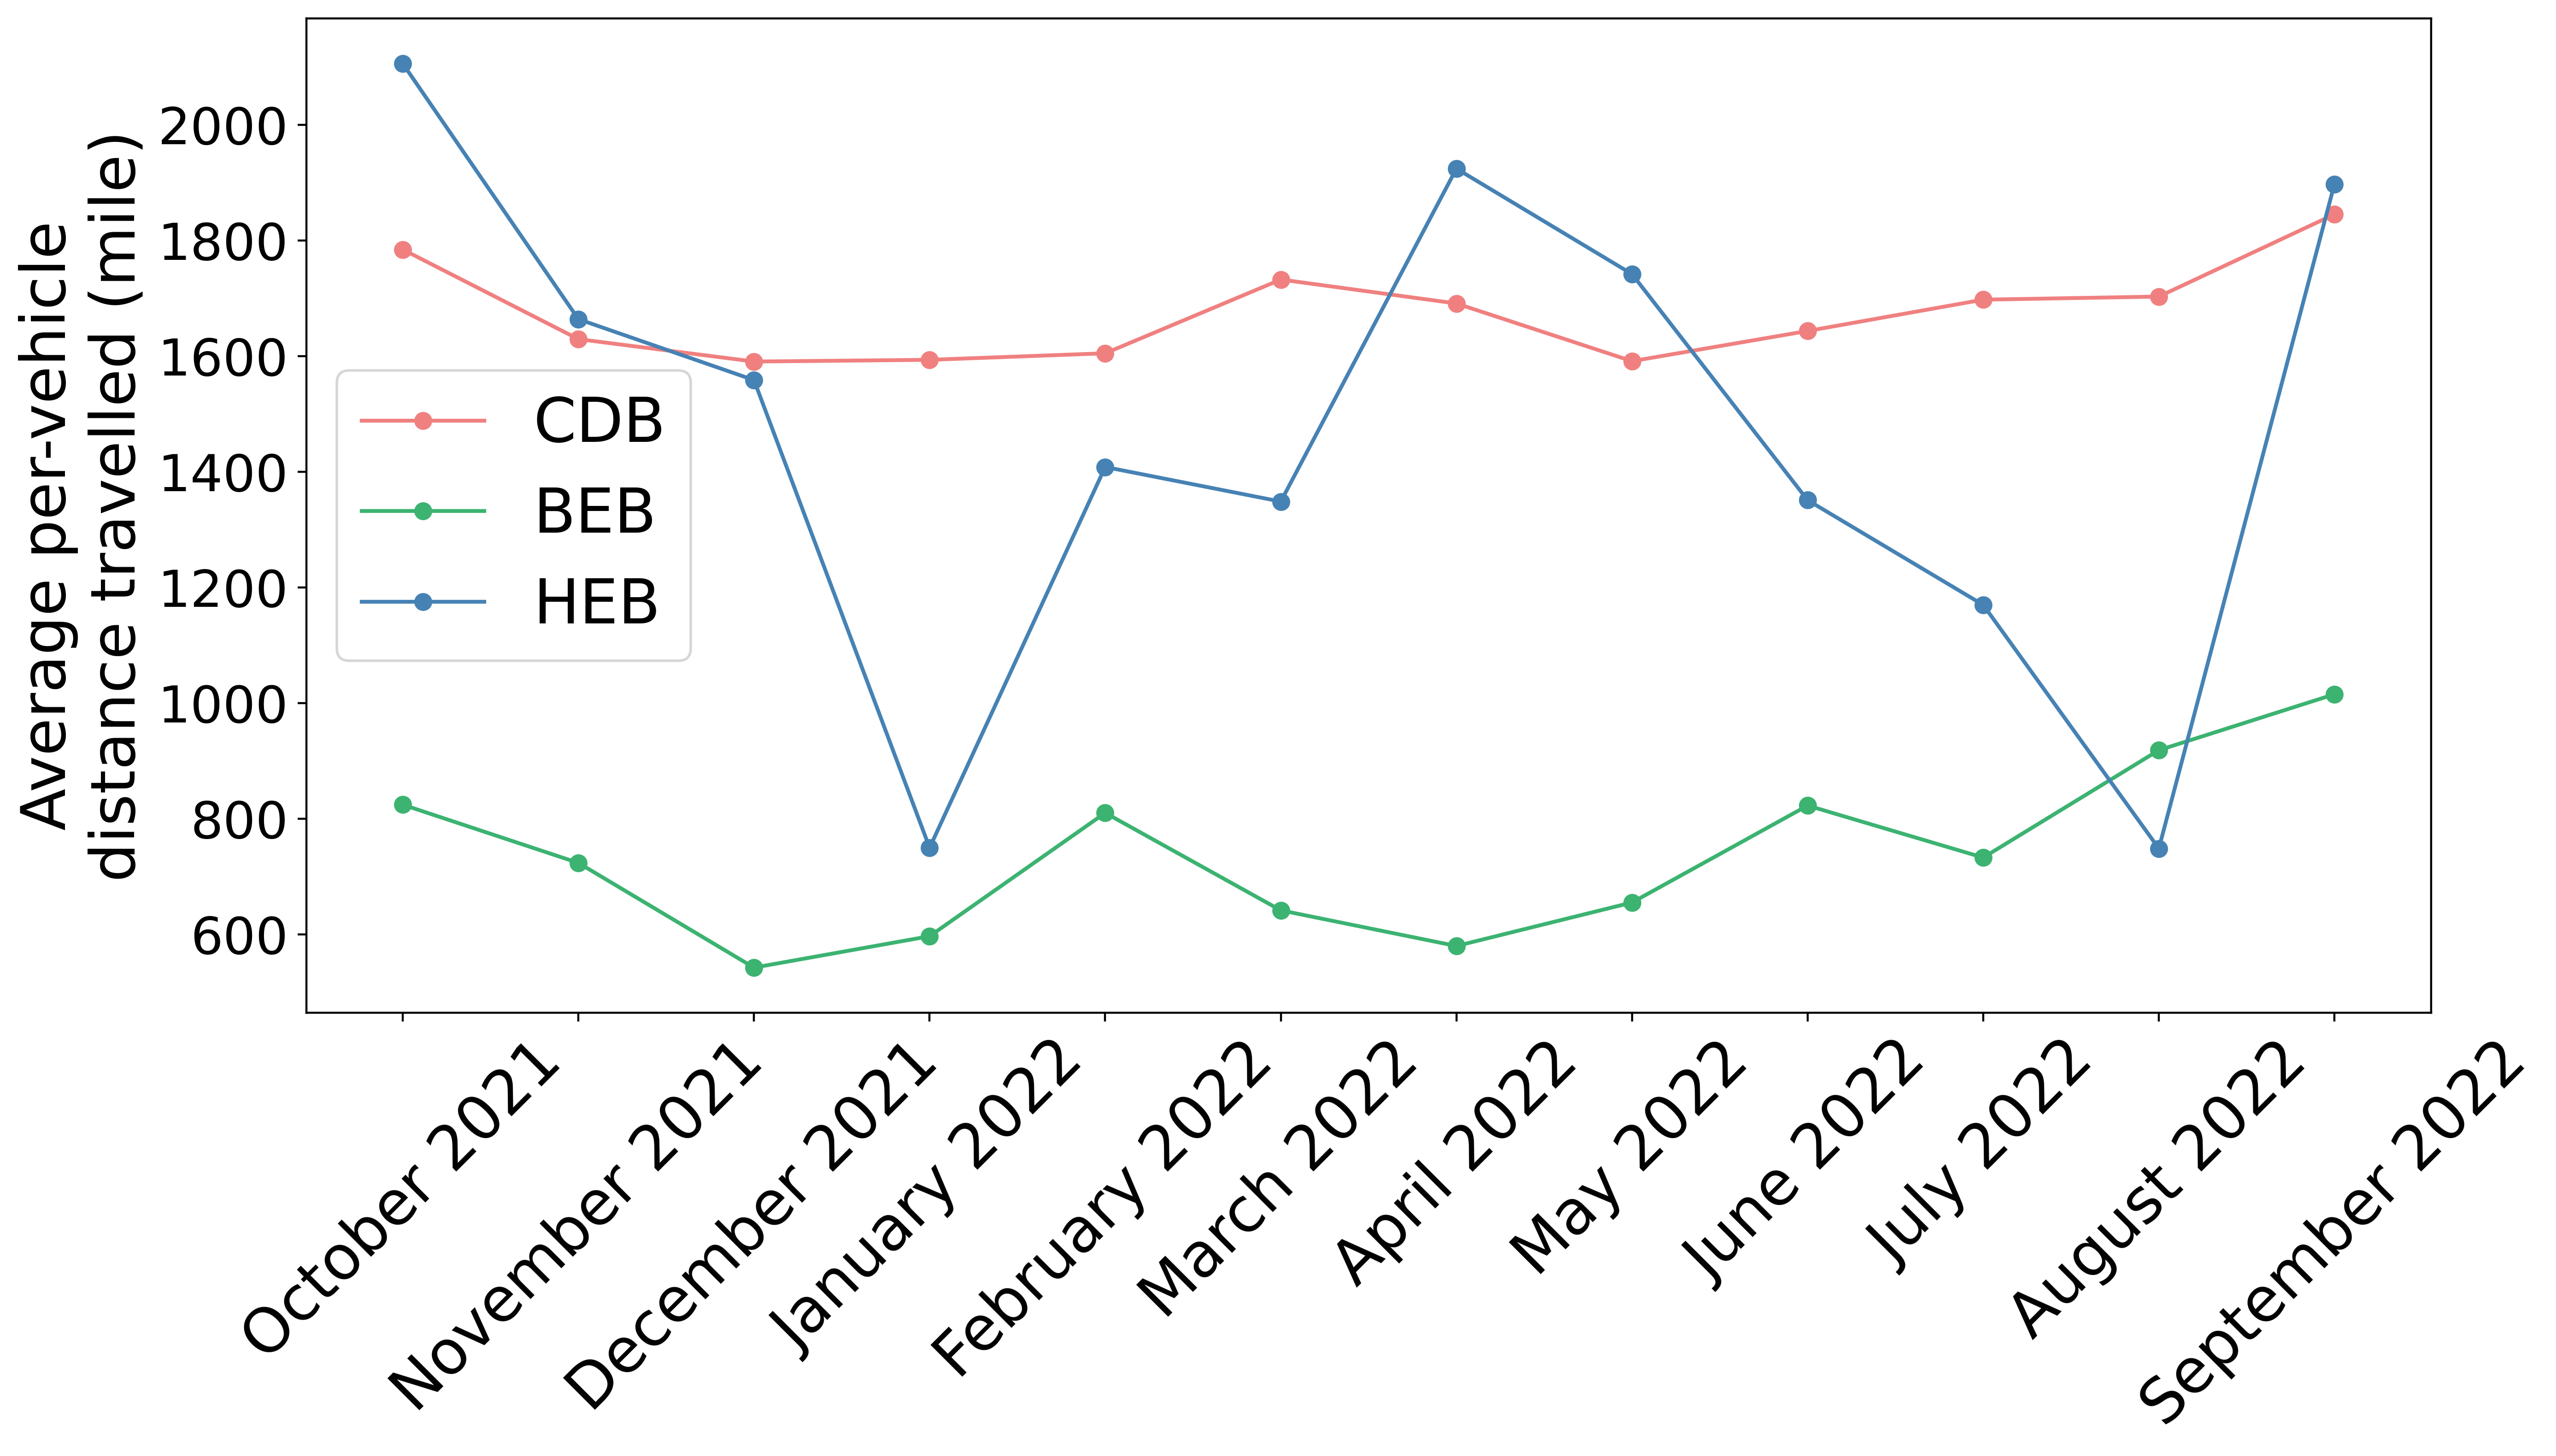 Average per-vehicle
distance travelled (mile)
2000
1800
1600
1400
1200
1000
800
600
CDB
BEB
HEB
October 2021
November 2021
December 2021
January 2022
February 2022
March 2022
April 2022
May 2022
June 2022
July 2022
August 2022
September 2022